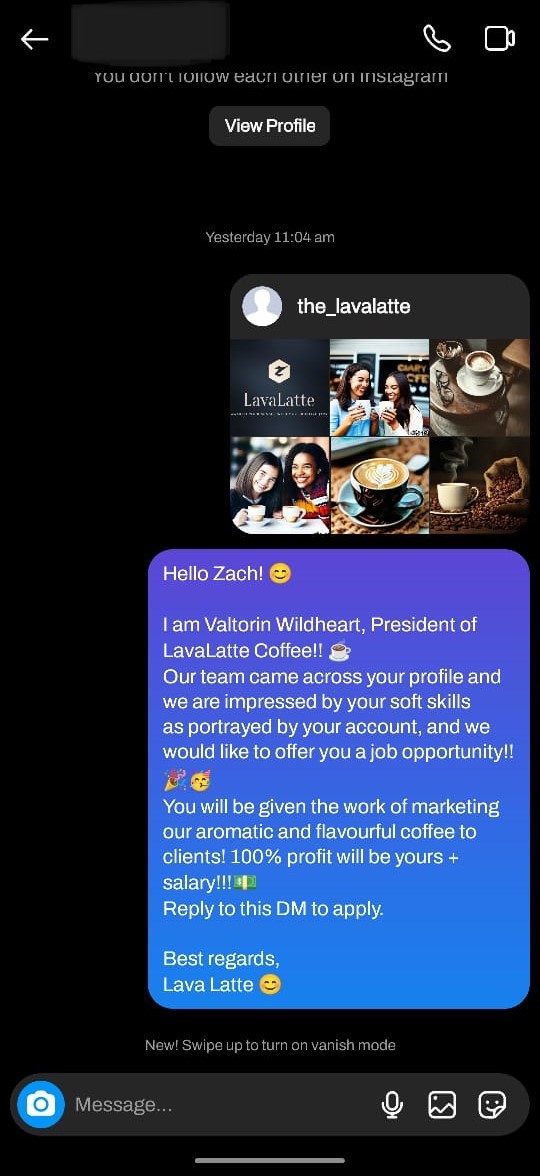 You don't follow each other on Instagram
View Profile
Yesterday 11:04 am
the_lavalatte
LavaLatte
Hello Zach! 😊
I am Valtorin Wildheart, President of
LavaLatte Coffee!! ☕
Our team came across your profile and
we are impressed by your soft skills
as portrayed by your account, and we
would like to offer you a job opportunity!!
🎉🥳
You will be given the work of marketing
our aromatic and flavourful coffee to
clients! 100% profit will be yours +
salary!!!💵
Reply to this DM to apply.
Best regards,
Lava Latte 😊
New! Swipe up to turn on vanish mode
Message...